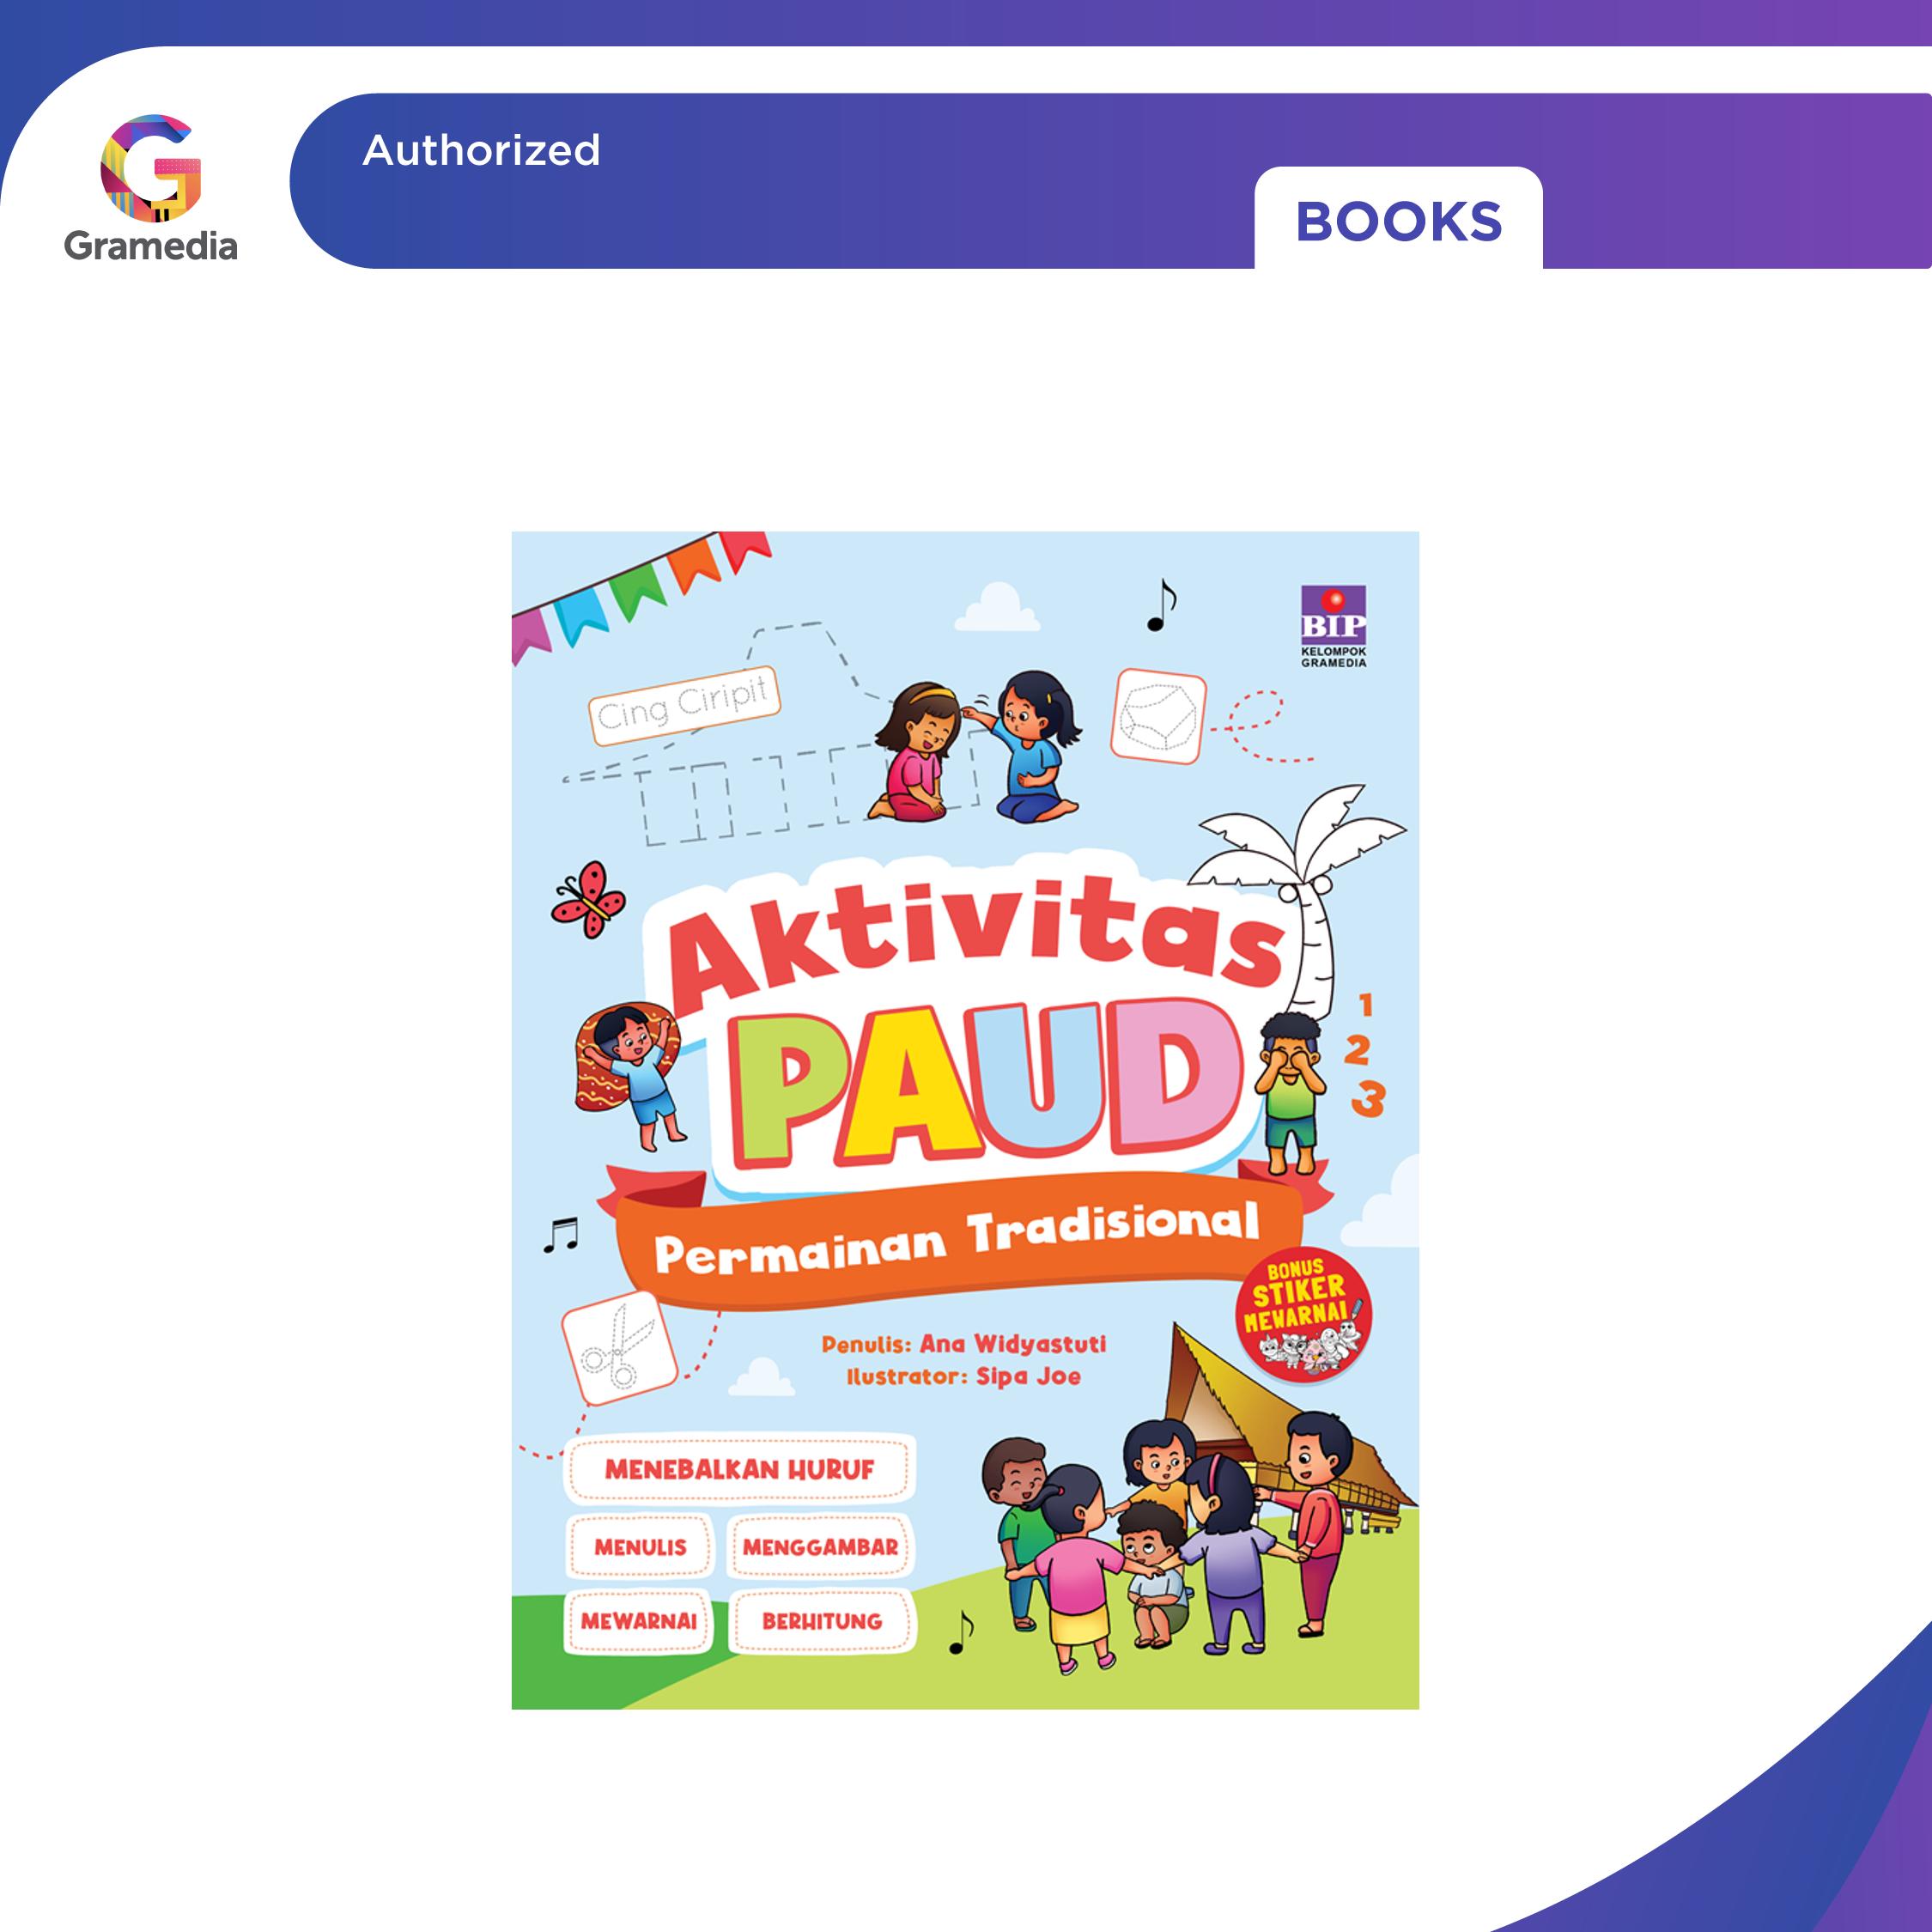 Gramedia
Authorized
BOOKS
BIP
KELOMPOK
GRAMEDIA
Cing Ciripit
Aktivitas
PAUD
1
2
3
Permainan Tradisional
BONUS
STIKER
MEWARNAI
Penulis: Ana Widyastuti
Ilustrator: Sipa Joe
MENEBALKAN HURUF
MENULIS
MENGGAMBAR
MEWARNAI
BERHITUNG